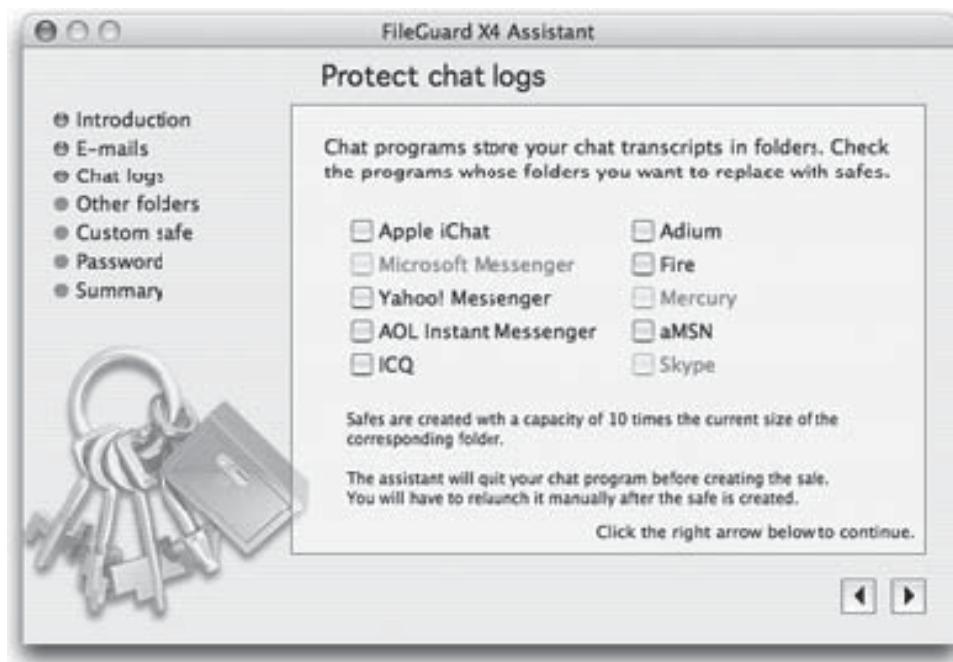 FileGuard X4 Assistant
Protect chat logs
Introduction
E-mails
Chat logs
Other folders
Custom safe
Password
Summary
Chat programs store your chat transcripts in folders. Check
the programs whose folders you want to replace with safes.
Apple iChat
Microsoft Messenger
Yahoo! Messenger
AOL Instant Messenger
ICQ
Adium
Fire
Mercury
aMSN
Skype
Safes are created wth a capacity of 10 times the current size of the
corresponding folder.
The assistant will quit your chat program before creating the sale.
You will have to relaunch it manually after the safe is created.
Click the right arrow below to continue.